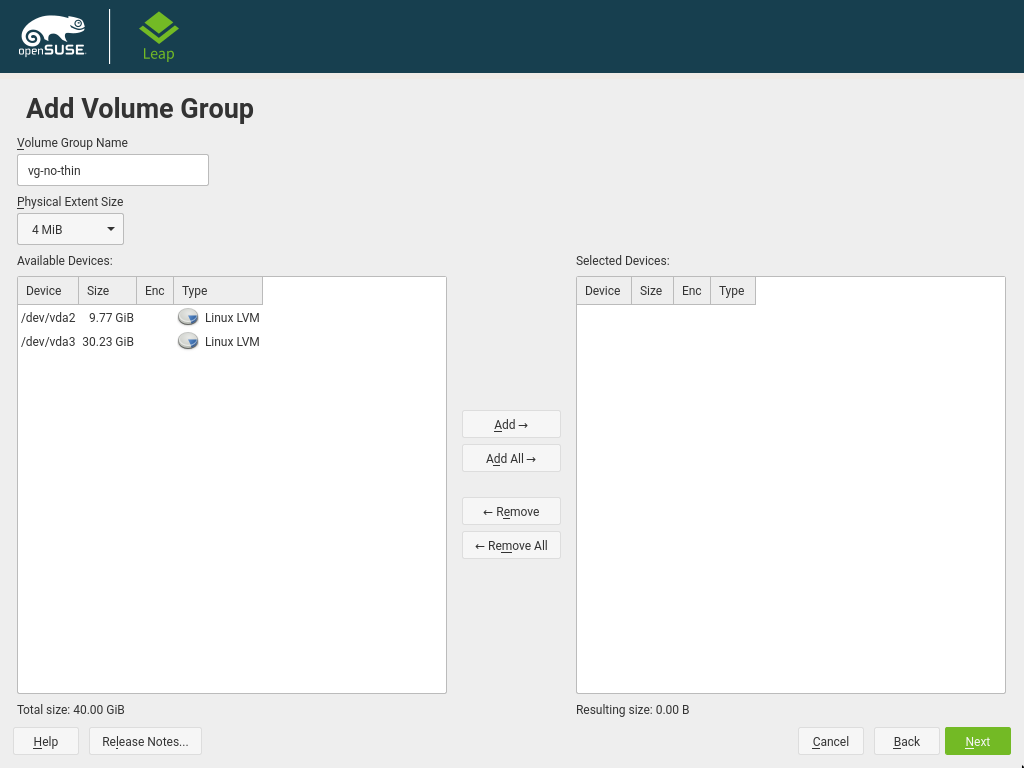 openSUSE
Leap
Add Volume Group
Volume Group Name
vg-no-thin
Physical Extent Size
4 MiB
Available Devices:
Device Size Enc Type
/dev/vda2 9.77 GiB Linux LVM
/dev/vda3 30.23 GiB Linux LVM
Total size: 40.00 GiB
Add →
Add All →
← Remove
← Remove All
Selected Devices:
Device Size Enc Type
Resulting size: 0.00 B
Help Release Notes... Cancel Back Next